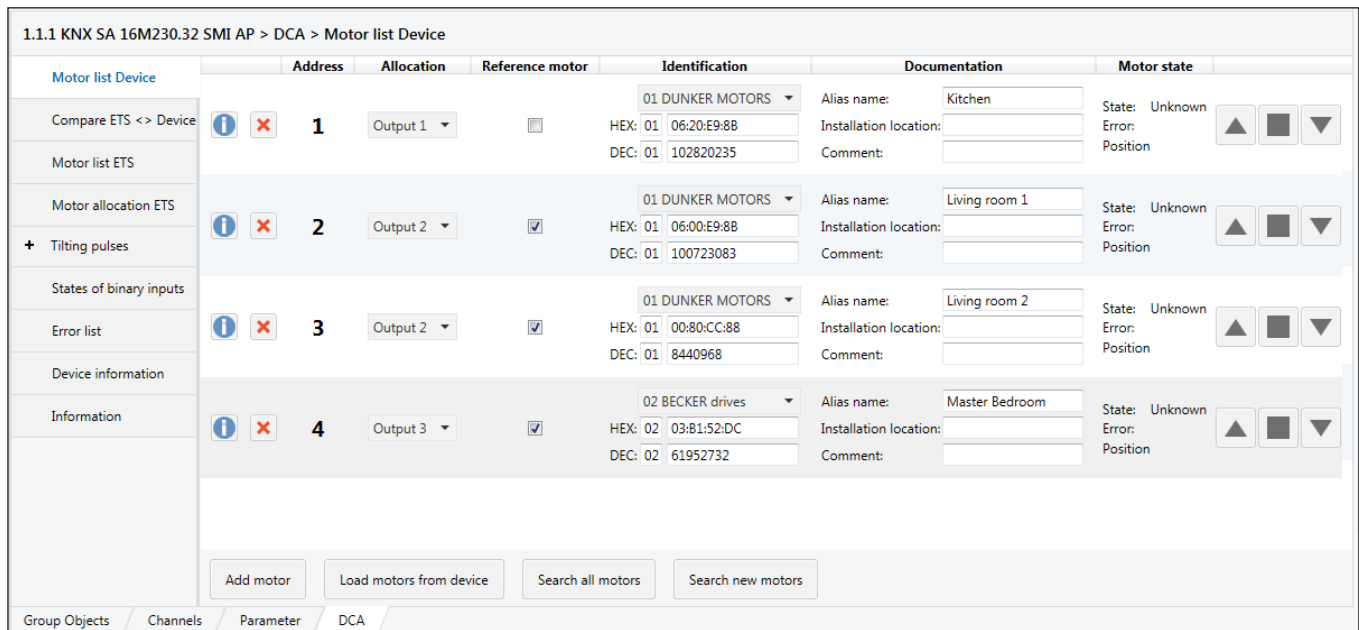 1.1.1 KNX SA 16M230.32 SMI AP > DCA > Motor list Device
Motor list Device
Compare ETS <> Device
Motor list ETS
Motor allocation ETS
+ Tilting pulses
States of binary inputs
Error list
Device information
Information
Address Allocation Reference motor Identification Documentation Motor state
1 Output 1
01 DUNKER MOTORS
HEX: 01 06:20:E9:8B
DEC: 01 102820235
Alias name: Kitchen
Installation location:
Comment:
State: Unknown
Error:
Position
2 Output 2
01 DUNKER MOTORS
HEX: 01 06:00:E9:8B
DEC: 01 100723083
Alias name: Living room 1
Installation location:
Comment:
State: Unknown
Error:
Position
3 Output 2
01 DUNKER MOTORS
HEX: 01 00:80:CC:88
DEC: 01 8440968
Alias name: Living room 2
Installation location:
Comment:
State: Unknown
Error:
Position
4 Output 3
02 BECKER drives
HEX: 02 03:B1:52:DC
DEC: 02 61952732
Alias name: Master Bedroom
Installation location:
Comment:
State: Unknown
Error:
Position
Add motor Load motors from device Search all motors Search new motors
Group Objects Channels Parameter DCA